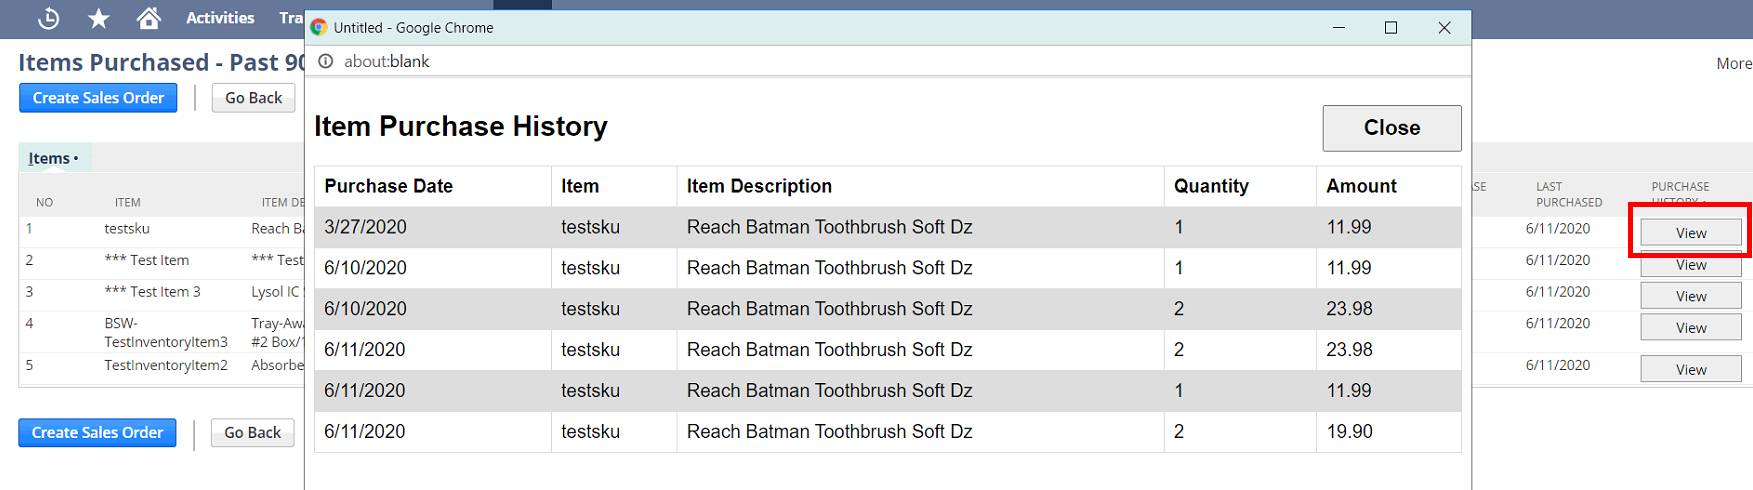 Activities Tra
Untitled - Google Chrome
about:blank
Items Purchased - Past 90
More
Create Sales Order Go Back
Item Purchase History Close
Items •
Purchase Date Item Item Description Quantity Amount
NO ITEM LAST PURCHASED PURCHASE HISTORY
3/27/2020 testsku Reach Batman Toothbrush Soft Dz 1 11.99
6/10/2020 testsku Reach Batman Toothbrush Soft Dz 1 11.99
6/10/2020 testsku Reach Batman Toothbrush Soft Dz 2 23.98
6/11/2020 testsku Reach Batman Toothbrush Soft Dz 2 23.98
6/11/2020 testsku Reach Batman Toothbrush Soft Dz 1 11.99
6/11/2020 testsku Reach Batman Toothbrush Soft Dz 2 19.90
1 testsku Reach Ba 6/11/2020 View
2 *** Test Item *** Test 6/11/2020 View
3 *** Test Item 3 Lysol IC 6/11/2020 View
4 BSW- Tray-Awa 6/11/2020 View
TestInventoryItem3 #2 Box/1
5 TestInventoryItem2 Absorbe 6/11/2020 View
Create Sales Order Go Back